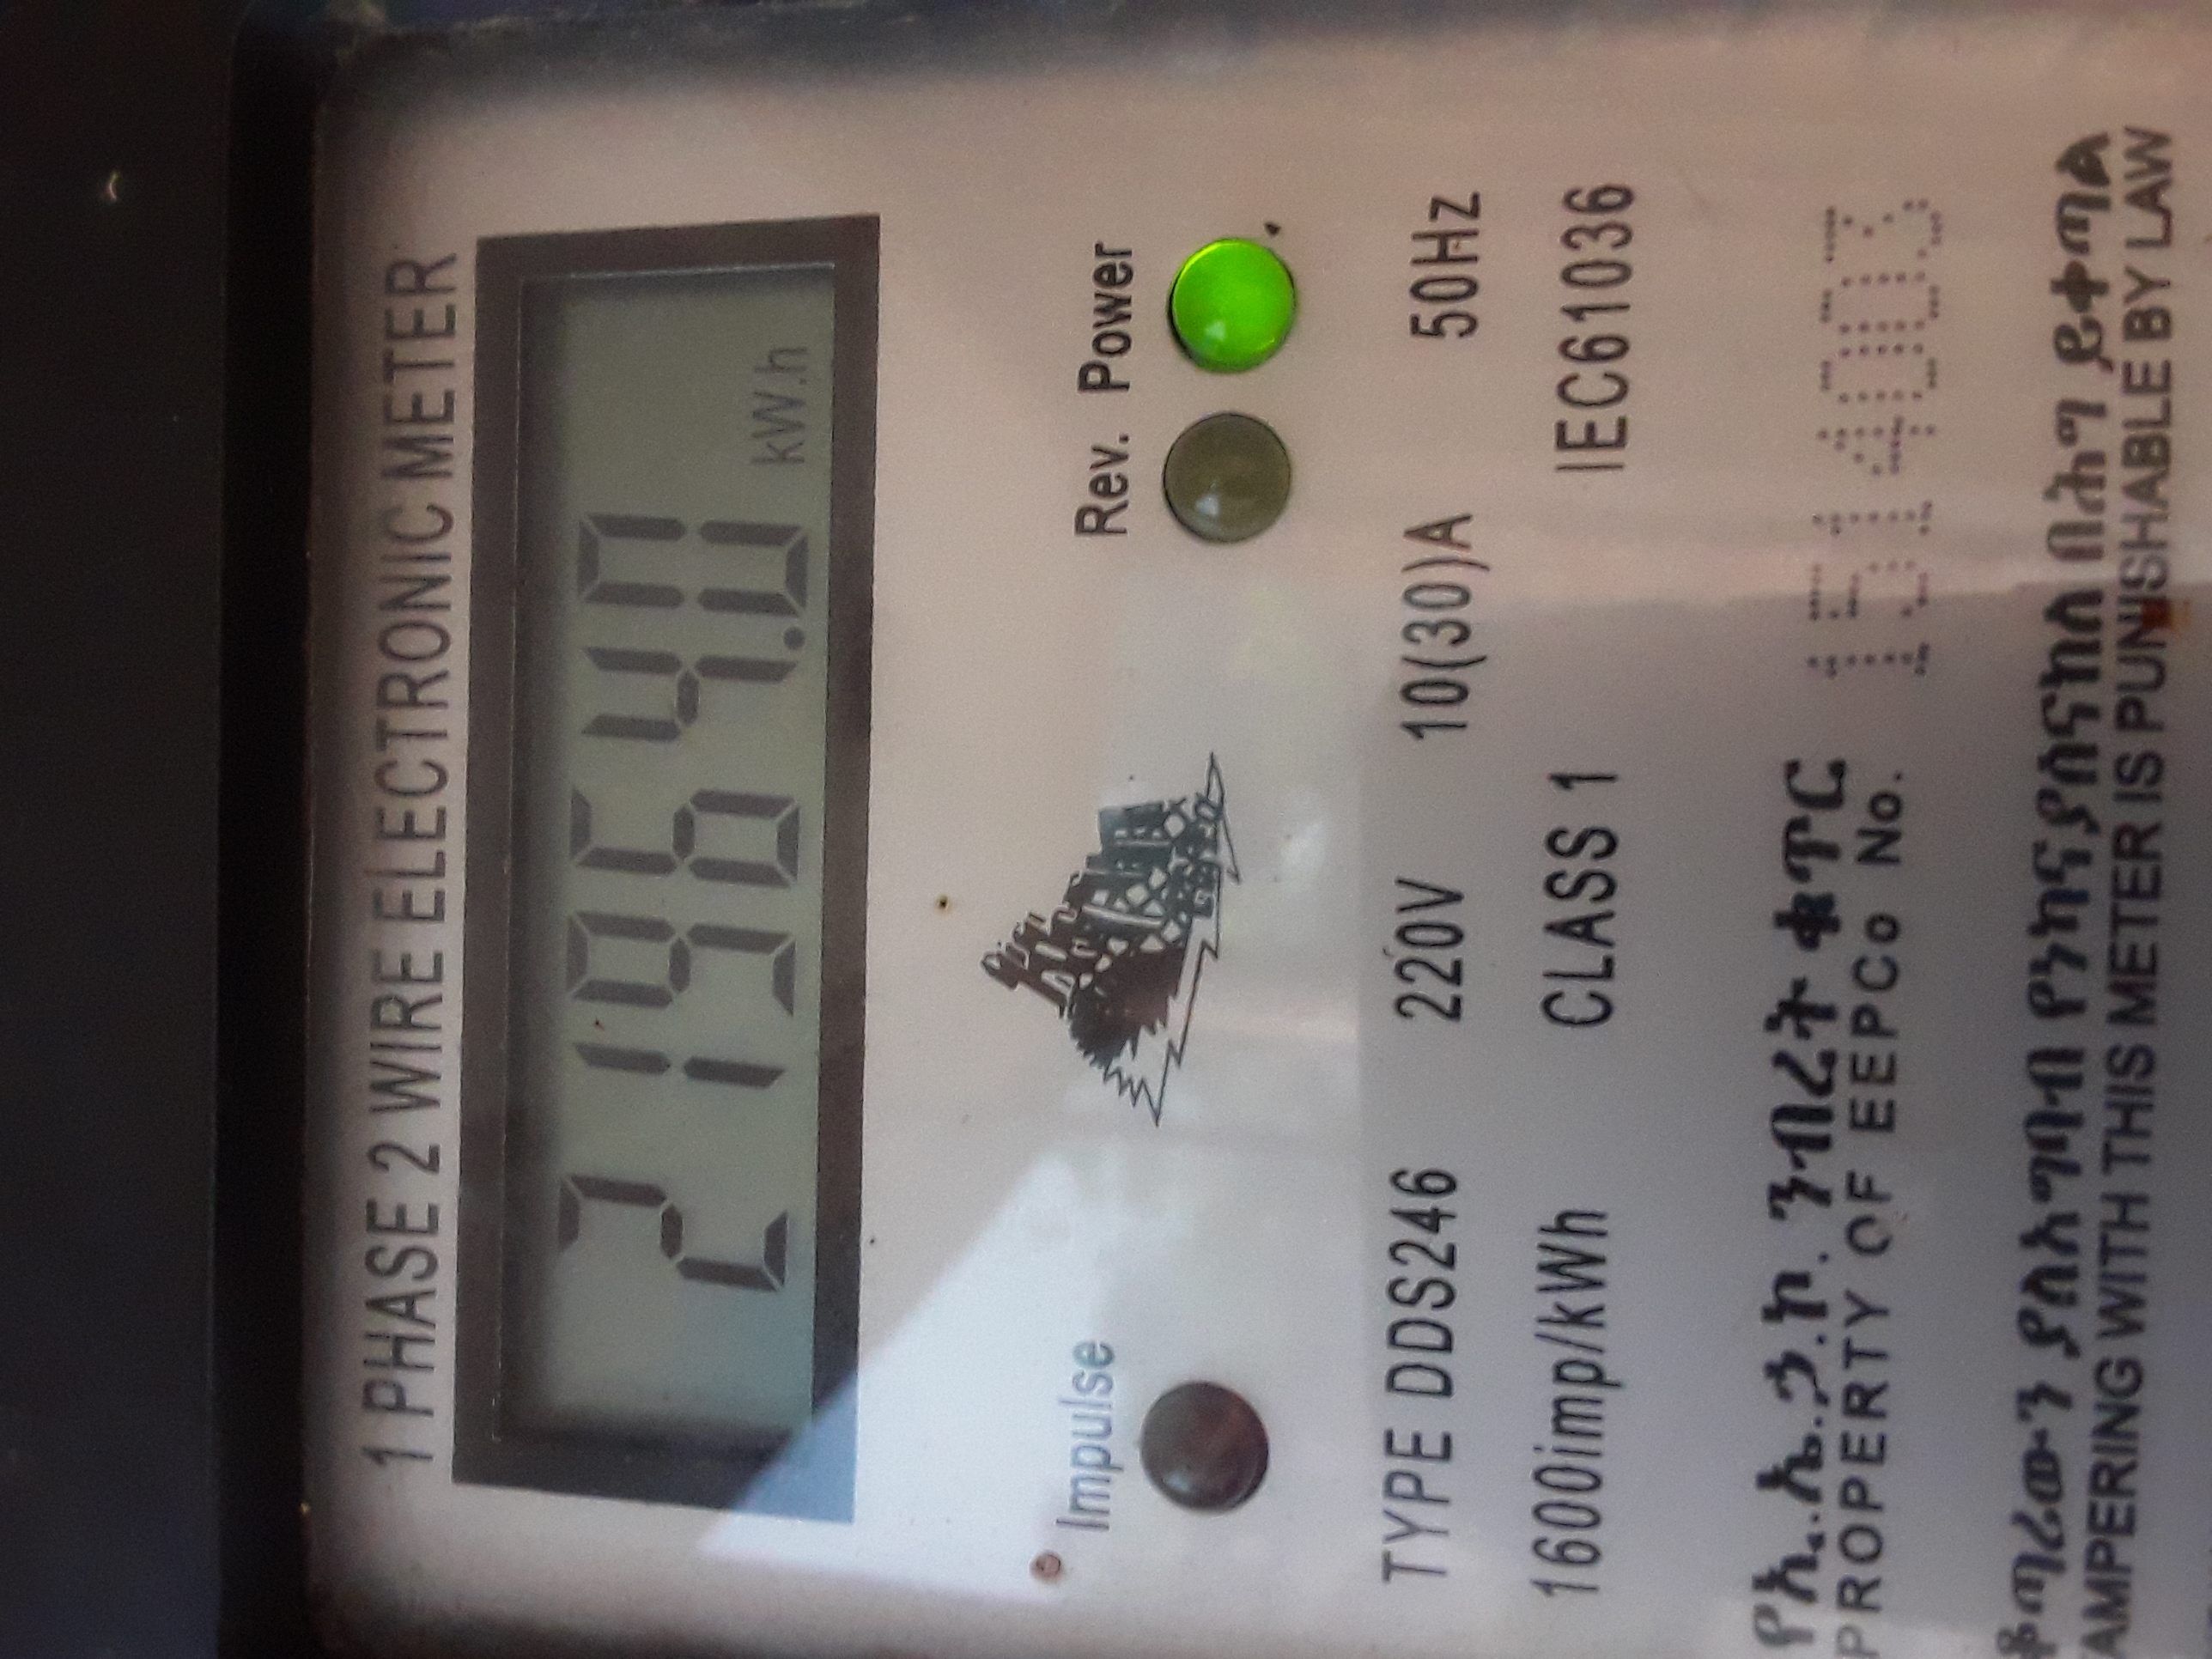 1 PHASE 2 WIRE ELECTRONIC METER
21964.0 kW.h
Impulse Rev. Power
TYPE DDS246 220V 10(30)A 50Hz
1600imp/kWh CLASS 1 IEC61036
የኢ.ኤ.ኃ.ኮ. ንብረት ቁጥር
PROPERTY OF EEPCo No. 1514003
ቆጣሪውን ያለአግባብ የነካና ያሰናከለ በሕግ ይቀጣል
AMPERING WITH THIS METER IS PUNISHABLE BY LAW